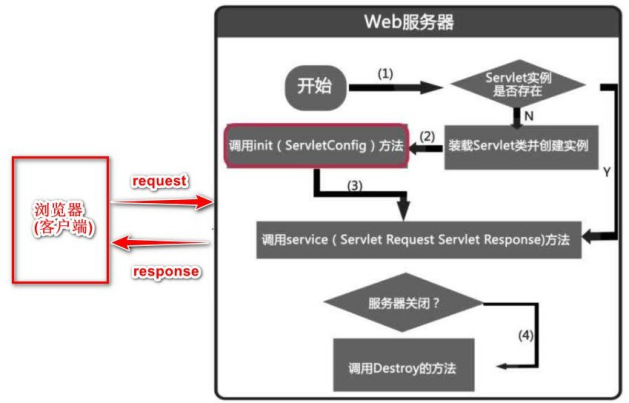 Web服务器
开始
(1)
Servlet实例
是否存在
N
Y
装载Servlet类并创建实例
(2)
调用init（ServletConfig）方法
(3)
调用service（Servlet Request Servlet Response)方法
浏览器
(客户端)
request
response
服务器关闭？
(4)
调用Destroy的方法